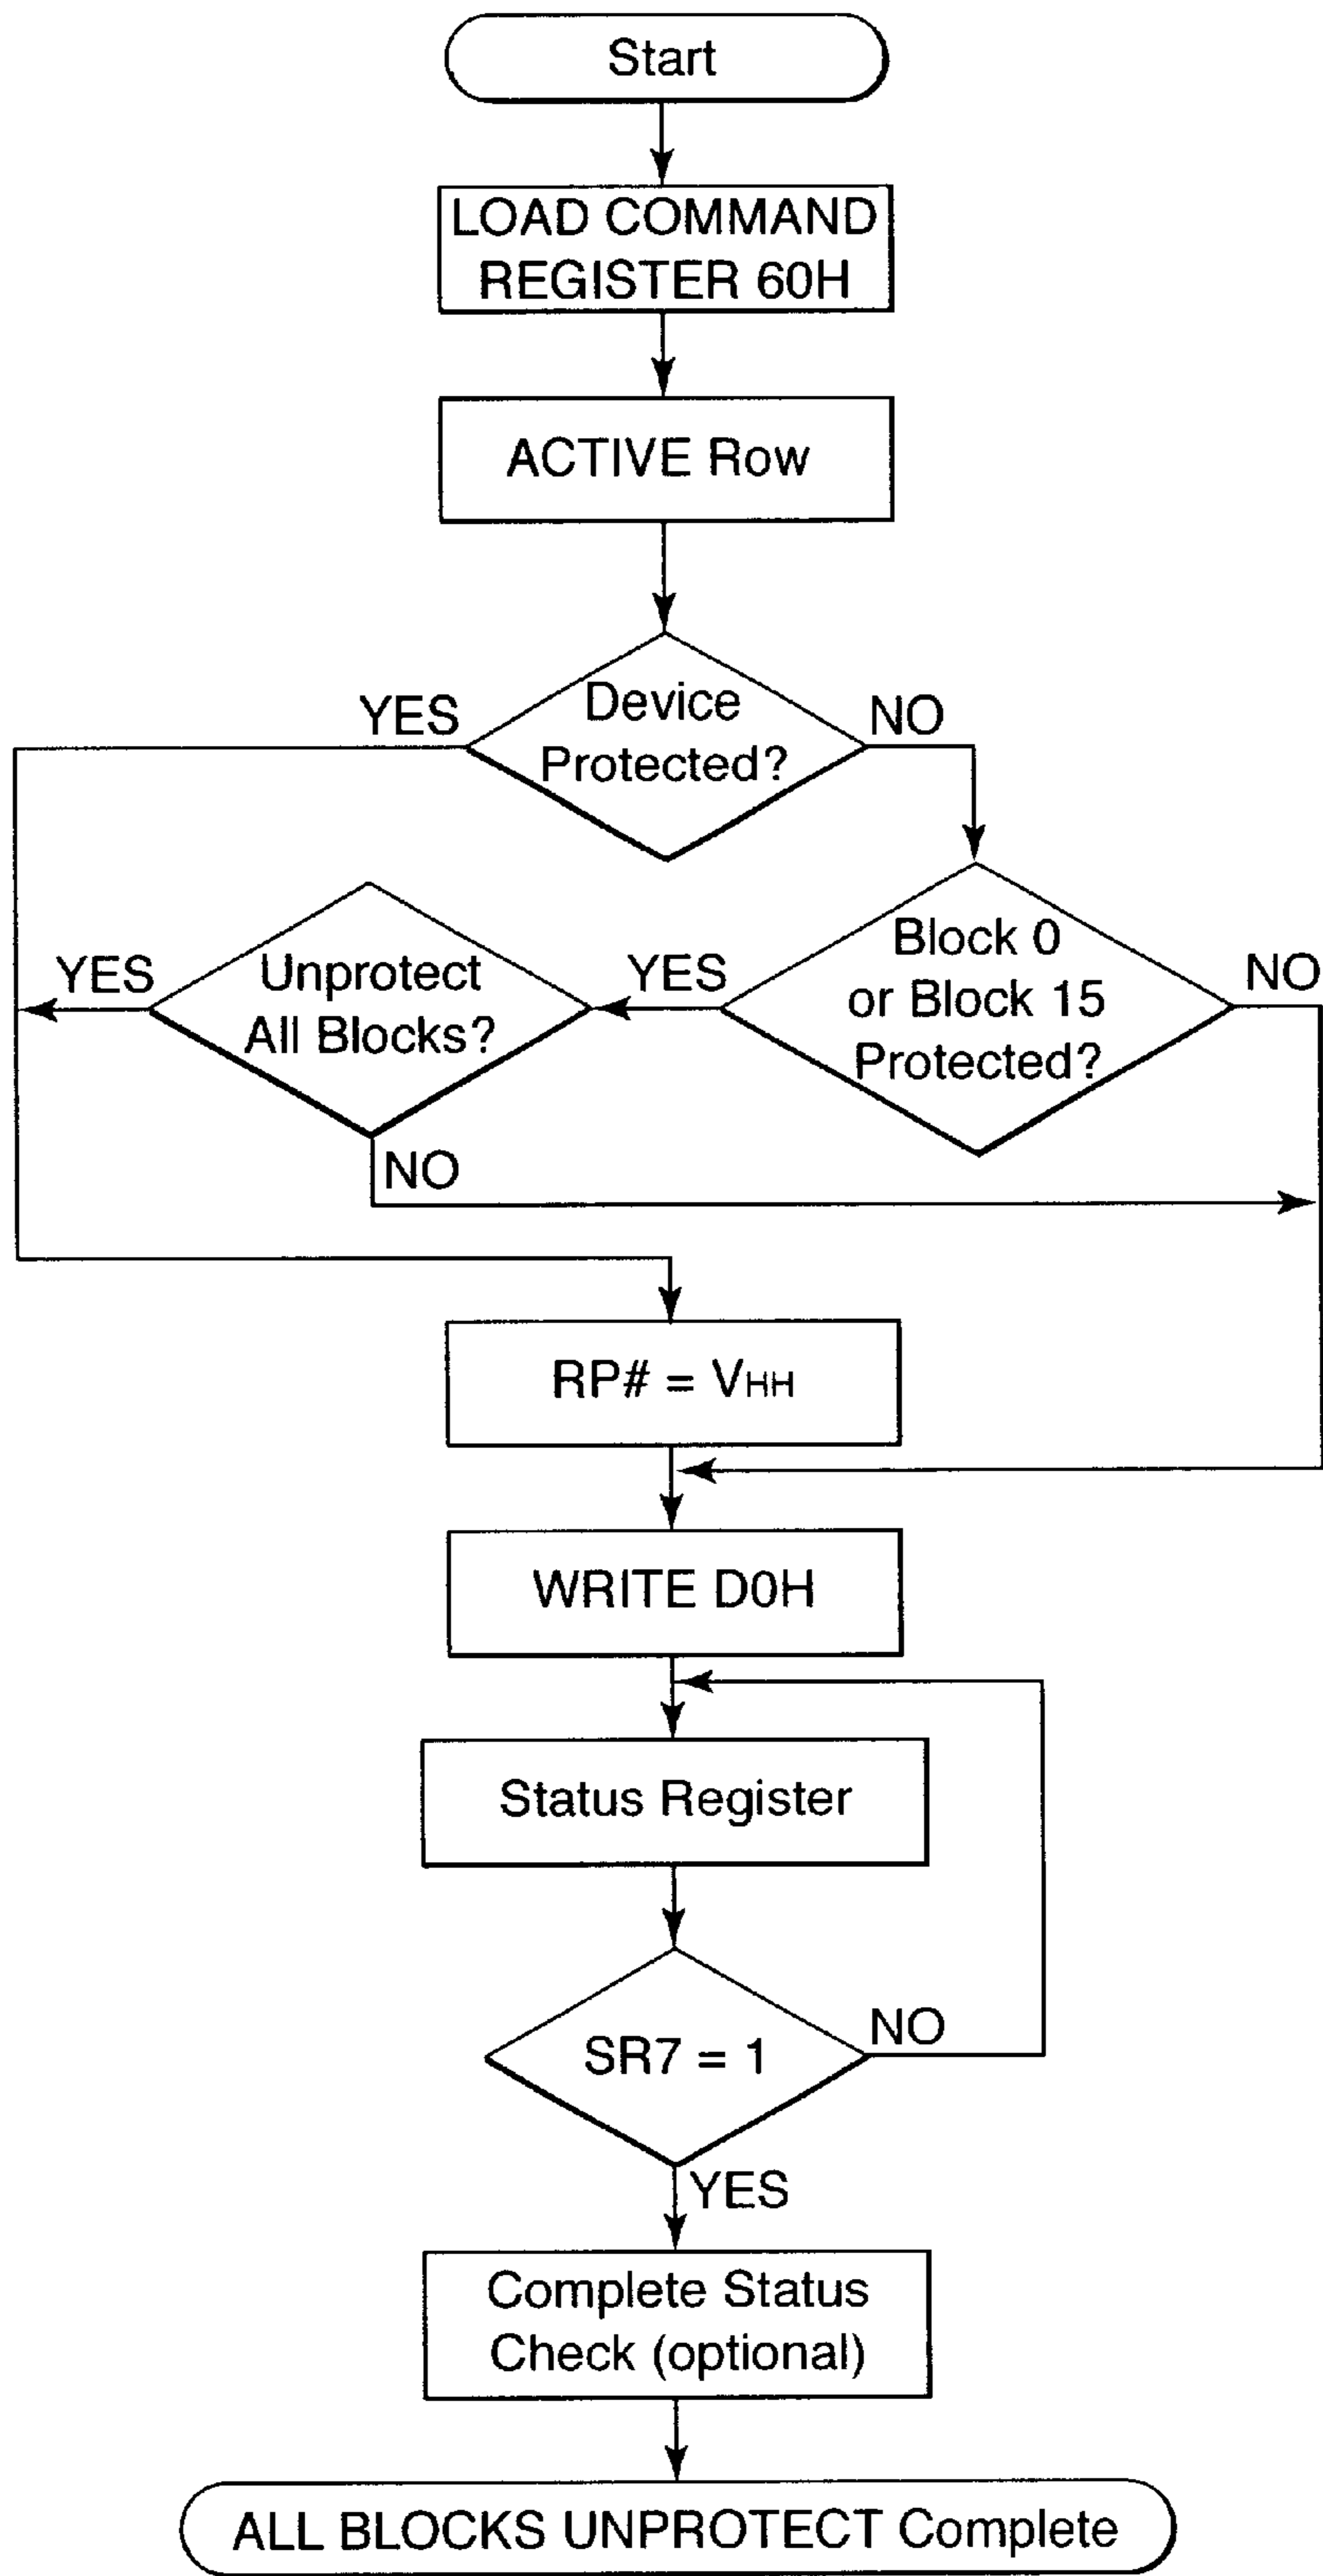 Start
LOAD COMMAND
REGISTER 60H
ACTIVE Row
YES
Device
Protected?
NO
YES
Unprotect
All Blocks?
YES
Block 0
or Block 15
Protected?
NO
NO
RP# = VHH
WRITE D0H
Status Register
SR7 = 1
NO
YES
Complete Status
Check (optional)
ALL BLOCKS UNPROTECT Complete